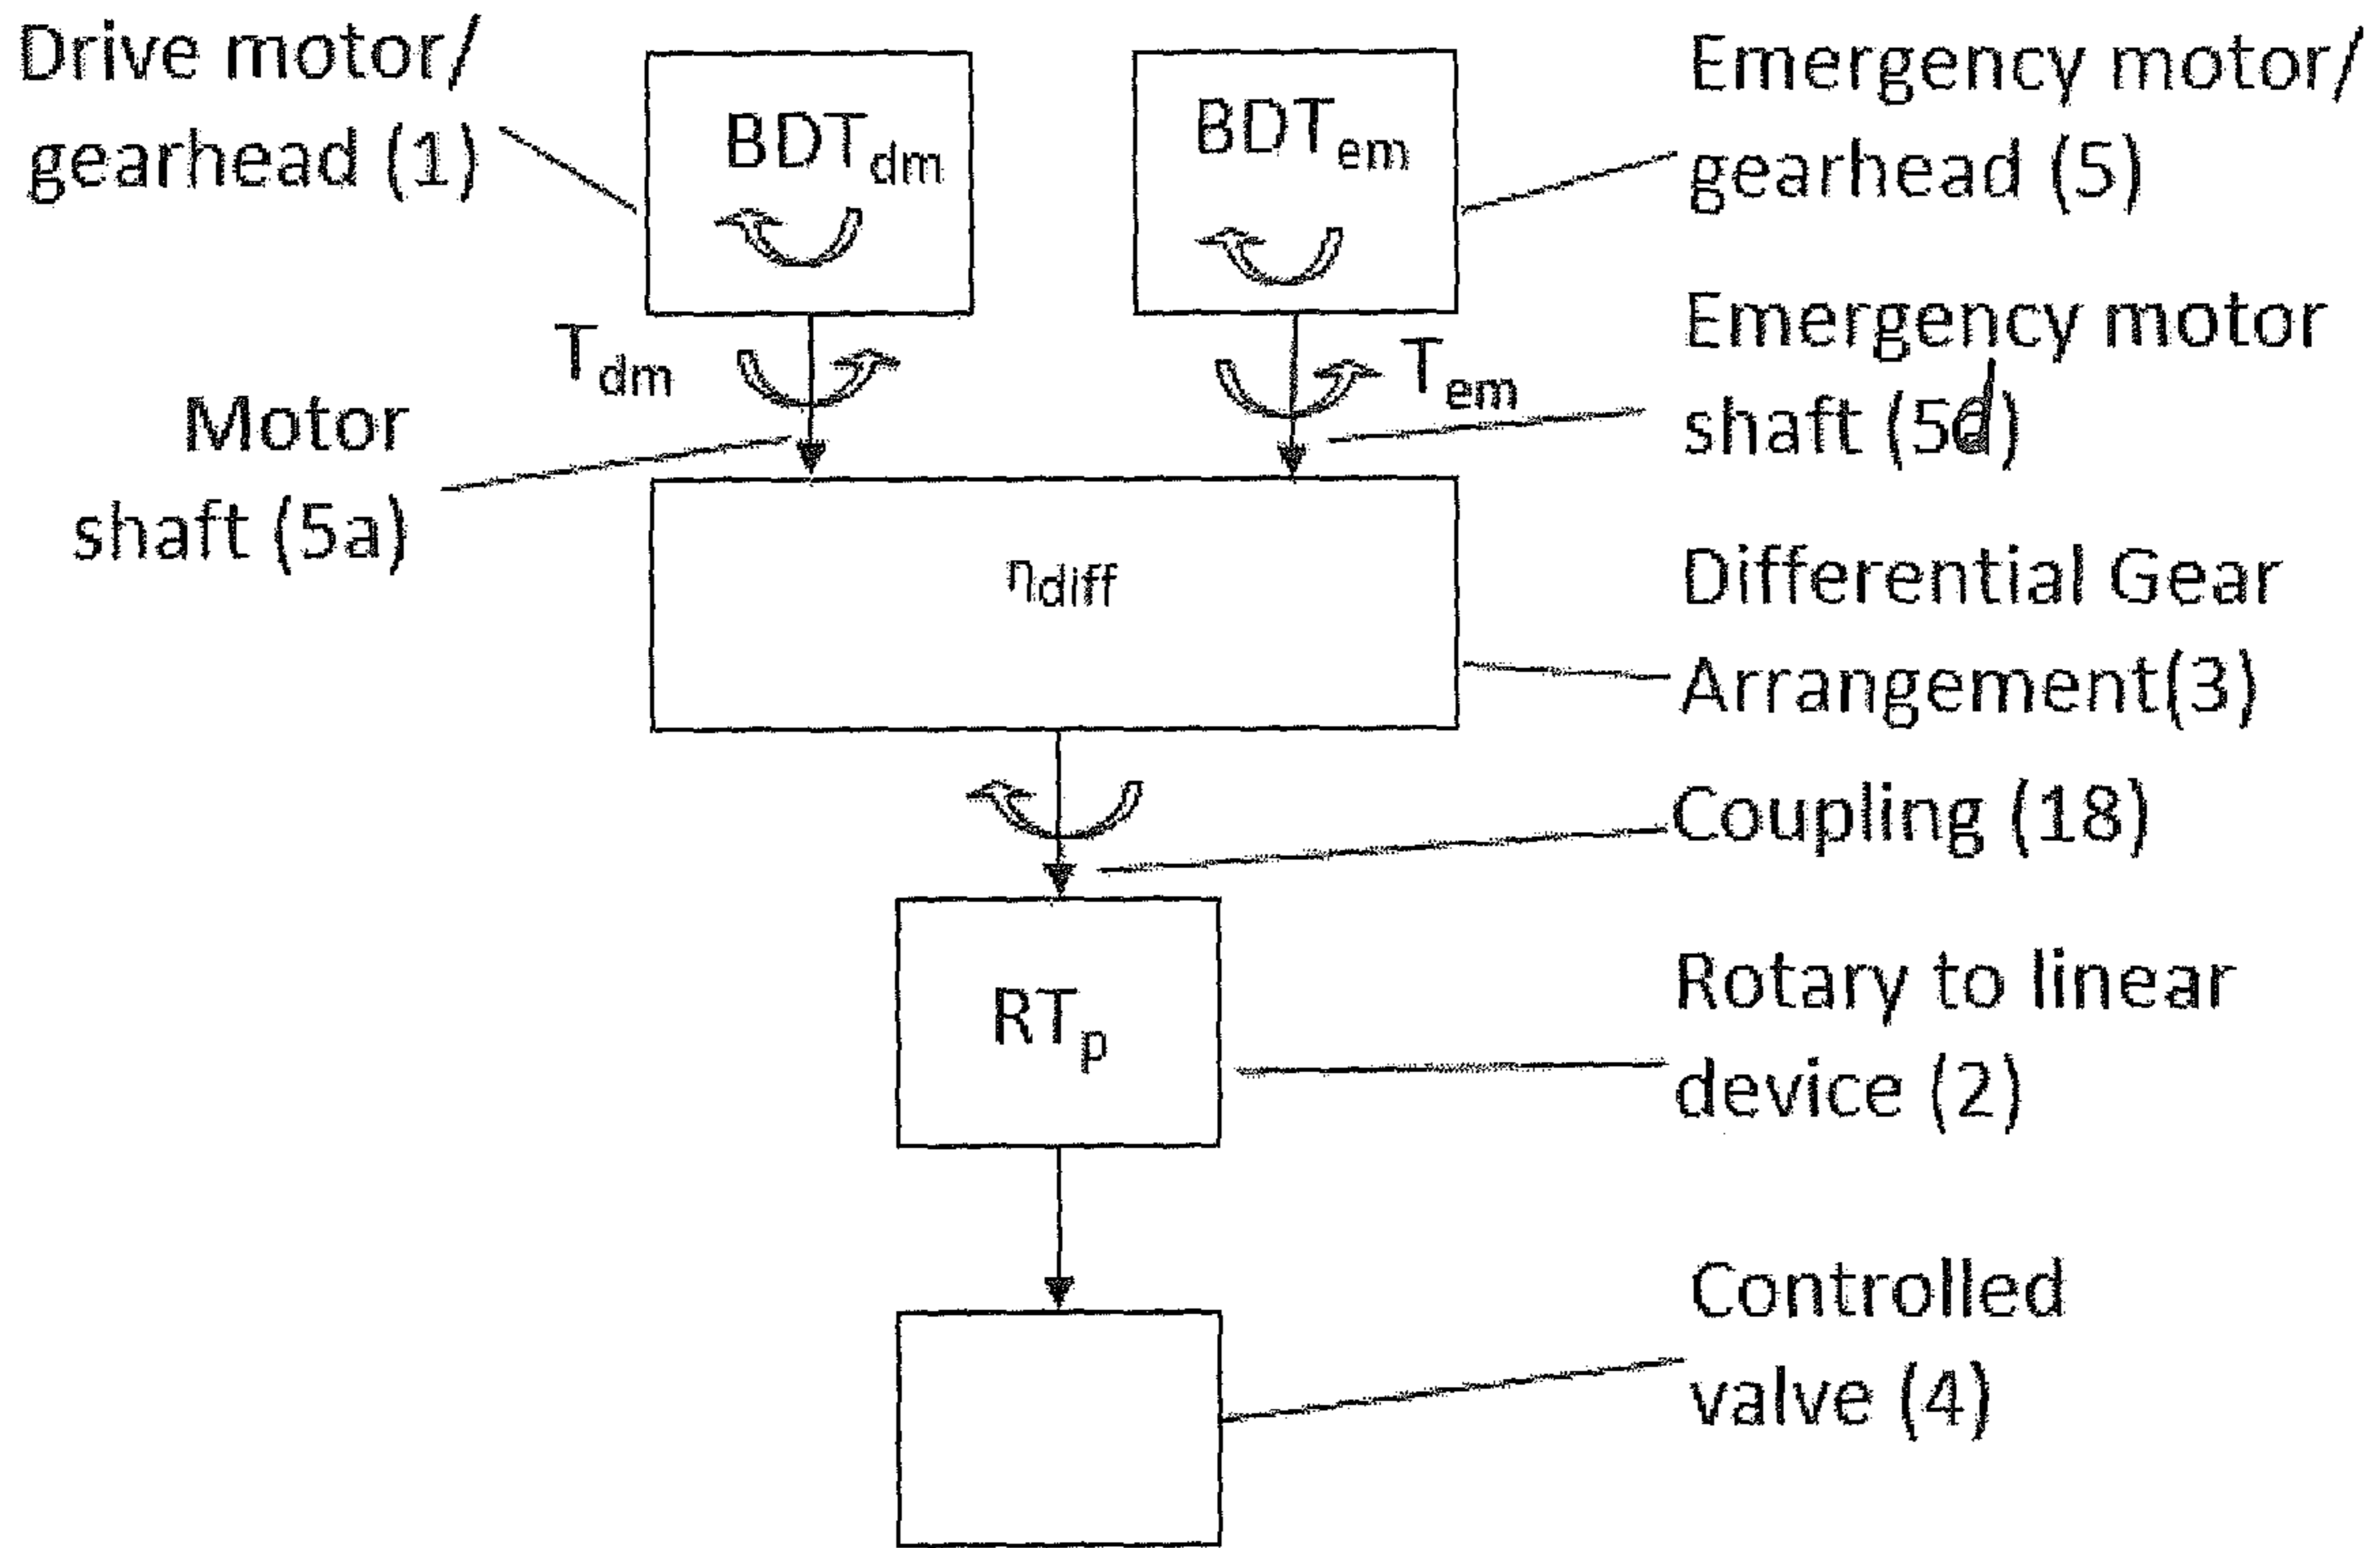 Drive motor/
gearhead (1)
BDTdm
BDTem
Emergency motor/
gearhead (5)
Tdm
Tem
Motor
shaft (5a)
Emergency motor
shaft (5d)
ηdiff
Differential Gear
Arrangement(3)
Coupling (18)
RTp
Rotary to linear
device (2)
Controlled
valve (4)